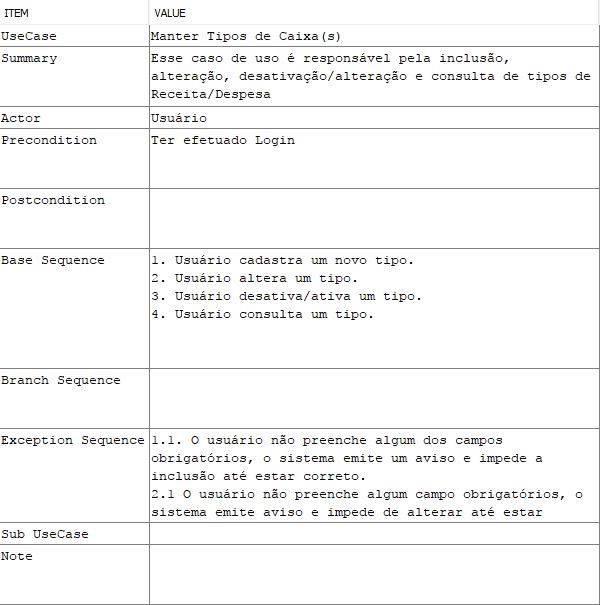 ITEM VALUE
UseCase Manter Tipos de Caixa(s)
Summary Esse caso de uso é responsável pela inclusão,
alteração, desativação/alteração e consulta de tipos de
Receita/Despesa
Actor Usuário
Precondition Ter efetuado Login
Postcondition
Base Sequence 1. Usuário cadastra um novo tipo.
2. Usuário altera um tipo.
3. Usuário desativa/ativa um tipo.
4. Usuário consulta um tipo.
Branch Sequence
Exception Sequence 1.1. O usuário não preenche algum dos campos
obrigatórios, o sistema emite um aviso e impede a
inclusão até estar correto.
2.1 O usuário não preenche algum campo obrigatórios, o
sistema emite aviso e impede de alterar até estar
Sub UseCase
Note